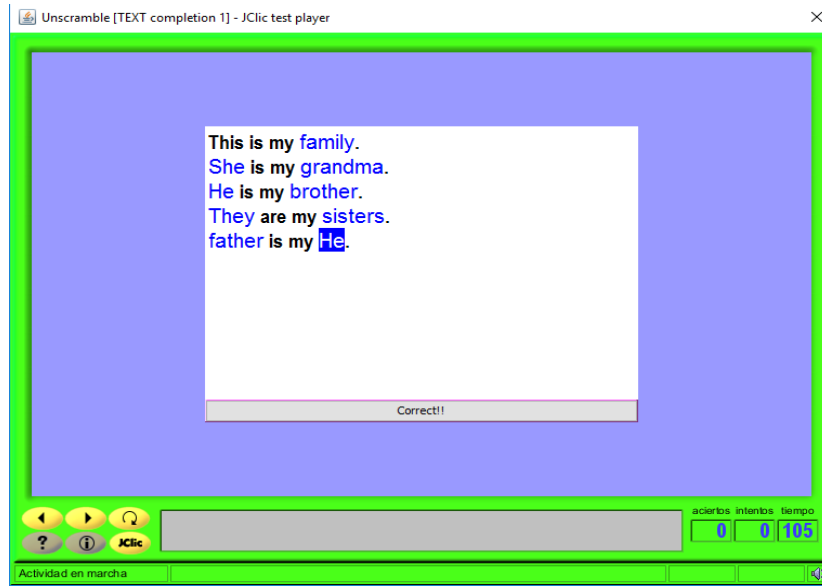 Unscramble [TEXT completion 1] - JClic test player
This is my family.
She is my grandma.
He is my brother.
They are my sisters.
father is my He.
Correct!!
aciertos intentos tiempo
0 0 105
? i JClic
Actividad en marcha